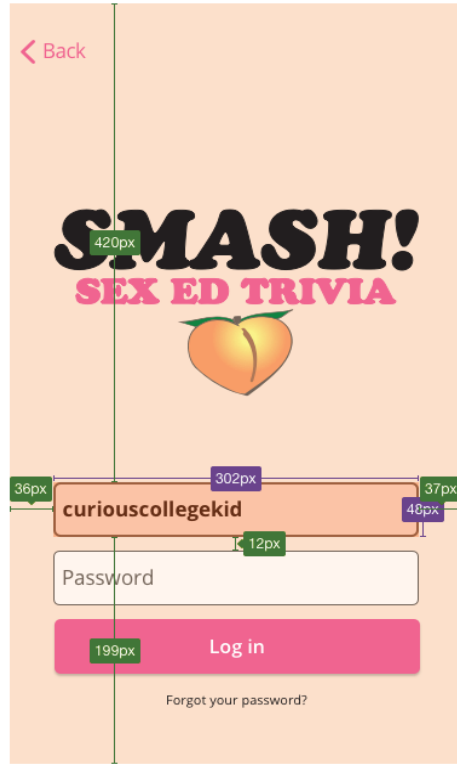 Back
420px
SMASH!
SEX ED TRIVIA
302px
36px
37px
curiouscollegekid
48px
12px
Password
Log in
199px
Forgot your password?